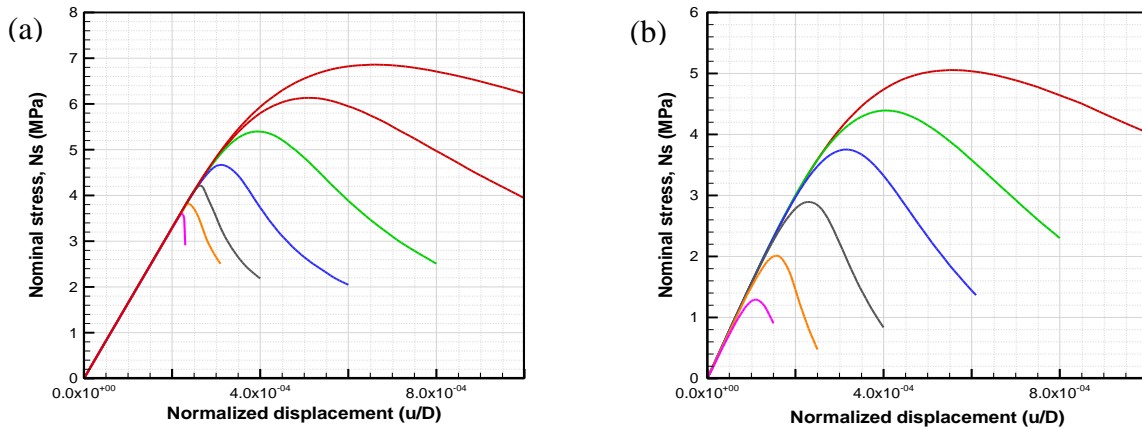 (a)
Nominal stress, Ns (MPa)
8
7
6
5
4
3
2
1
0
0.0x10+00
4.0x10-04
8.0x10-04
Normalized displacement (u/D)
(b)
Nominal stress, Ns (MPa)
6
5
4
3
2
1
0
0.0x10+00
4.0x10-04
8.0x10-04
Normalized displacement (u/D)